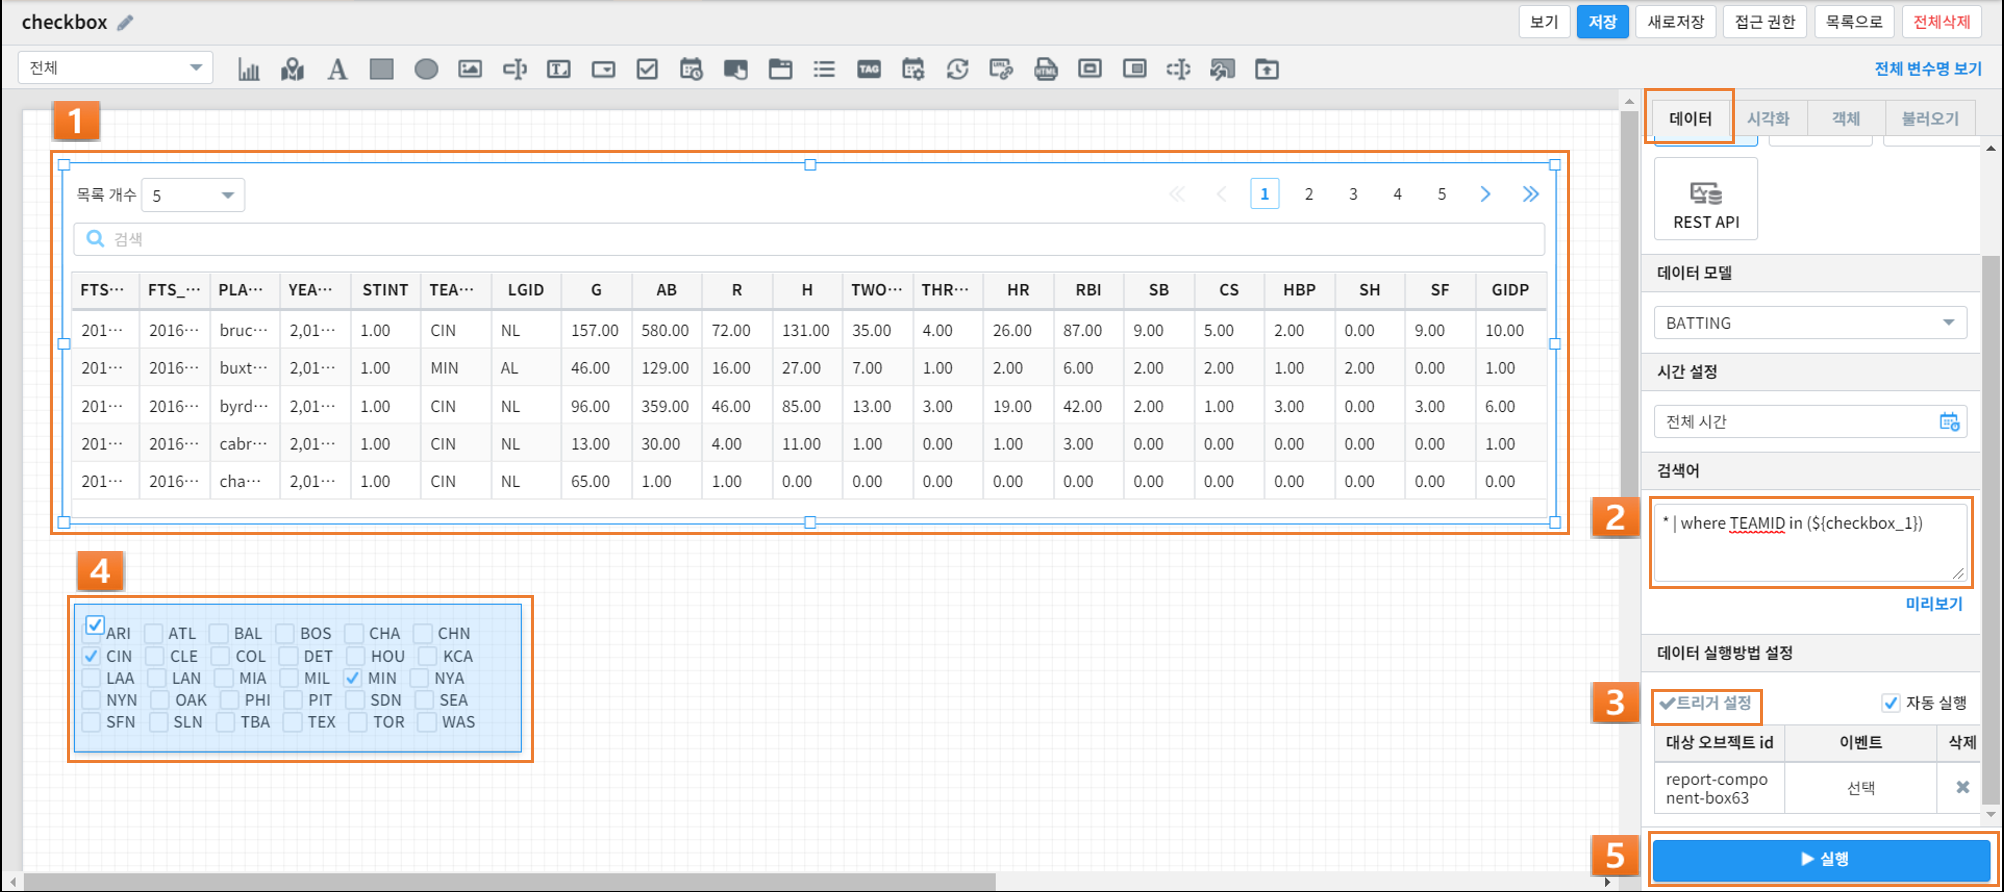 checkbox
보기 저장 새로저장 접근 권한 목록으로 전체삭제
전체
A
T
TAG
HTML
전체 변수명 보기
1
목록 개수 5
1 2 3 4 5
검색
FTS··· FTS_··· PLA··· YEA··· STINT TEA··· LGID G AB R H TWO··· THR··· HR RBI SB CS HBP SH SF GIDP
201··· 2016··· bruc··· 2,01··· 1.00 CIN NL 157.00 580.00 72.00 131.00 35.00 4.00 26.00 87.00 9.00 5.00 2.00 0.00 9.00 10.00
201··· 2016··· buxt··· 2,01··· 1.00 MIN AL 46.00 129.00 16.00 27.00 7.00 1.00 2.00 6.00 2.00 2.00 1.00 2.00 0.00 1.00
201··· 2016··· byrd··· 2,01··· 1.00 CIN NL 96.00 359.00 46.00 85.00 13.00 3.00 19.00 42.00 2.00 1.00 3.00 0.00 3.00 6.00
201··· 2016··· cabr··· 2,01··· 1.00 CIN NL 13.00 30.00 4.00 11.00 1.00 0.00 1.00 3.00 0.00 0.00 0.00 0.00 0.00 1.00
201··· 2016··· cha··· 2,01··· 1.00 CIN NL 65.00 1.00 1.00 0.00 0.00 0.00 0.00 0.00 0.00 0.00 0.00 0.00 0.00 0.00
4
ARI ATL BAL BOS CHA CHN
CIN CLE COL DET HOU KCA
LAA LAN MIA MIL MIN NYA
NYN OAK PHI PIT SDN SEA
SFN SLN TBA TEX TOR WAS
데이터 시각화 객체 불러오기
REST API
데이터 모델
BATTING
시간 설정
전체 시간
검색어
2
* | where TEAMID in (${checkbox_1})
미리보기
데이터 실행방법 설정
3
트리거 설정 자동 실행
대상 오브젝트 id 이벤트 삭제
report-compo
nent-box63 선택
5
실행